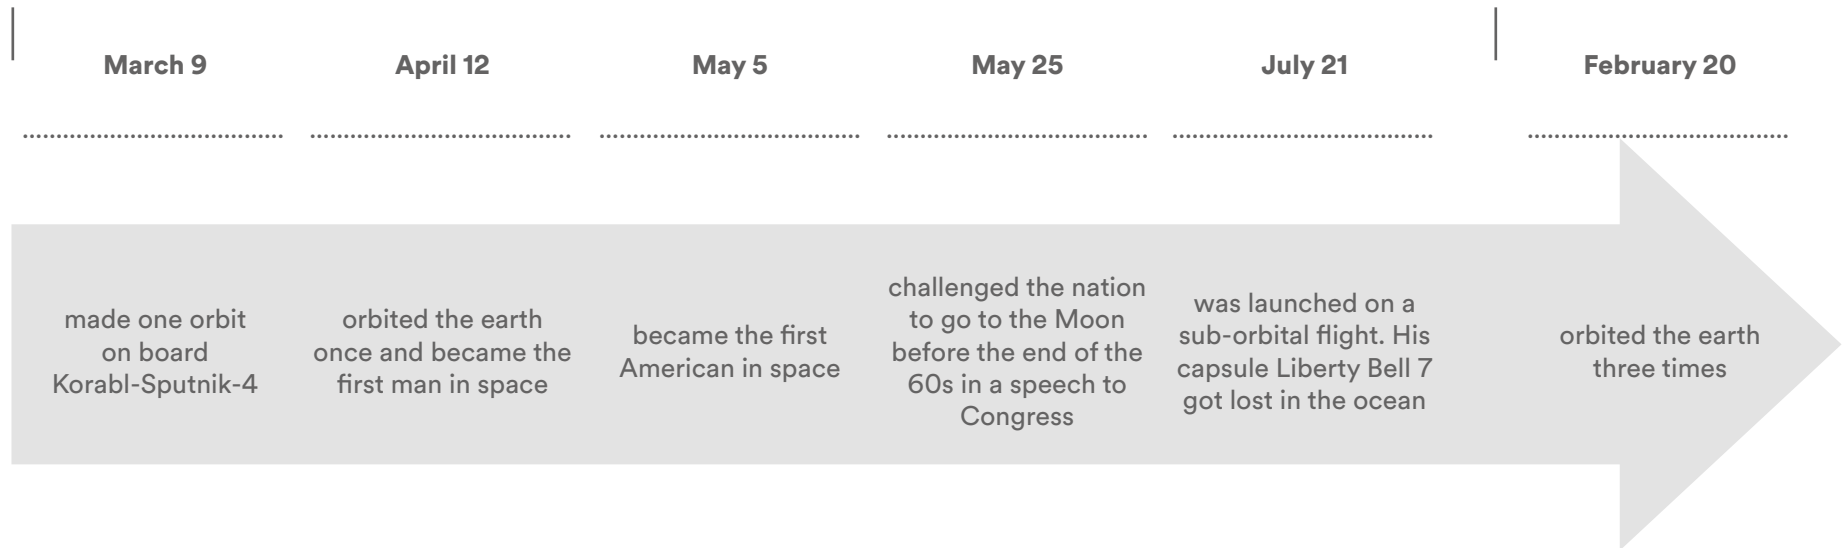 March 9
April 12
May 5
May 25
July 21
February 20
made one orbit
on board
Korabl-Sputnik-4
orbited the earth
once and became the
first man in space
became the first
American in space
challenged the nation
to go to the Moon
before the end of the
60s in a speech to
Congress
was launched on a
sub-orbital flight. His
capsule Liberty Bell 7
got lost in the ocean
orbited the earth
three times